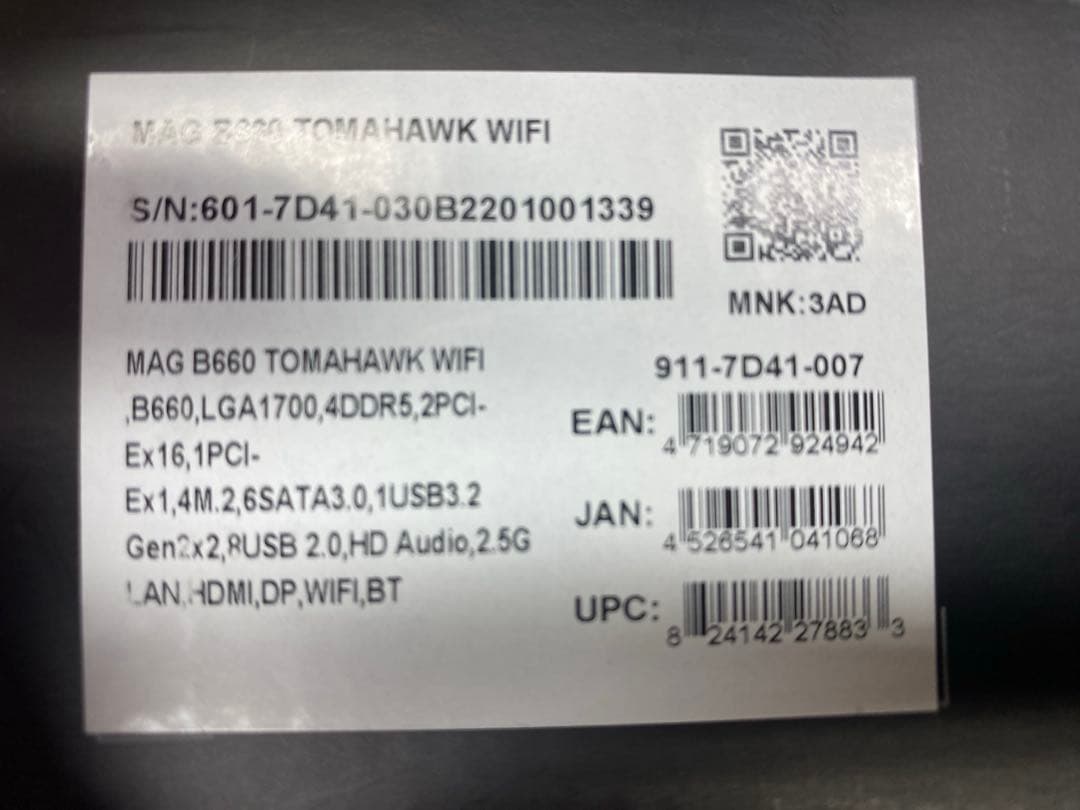 MAG B660 TOMAHAWK WIFI
S/N:601-7D41-030B2201001339
MNK:3AD
MAG B660 TOMAHAWK WIFI
,B660,LGA1700,4DDR5,2PCI-
Ex16,1PCI-
Ex1,4M.2,6SATA3.0,1USB3.2
Gen2x2,8USB 2.0,HD Audio,2.5G
LAN,HDMI,DP,WIFI,BT
911-7D41-007
EAN:
4 719072 924942
JAN:
4 526541 041068
UPC:
8 24142 27883 3